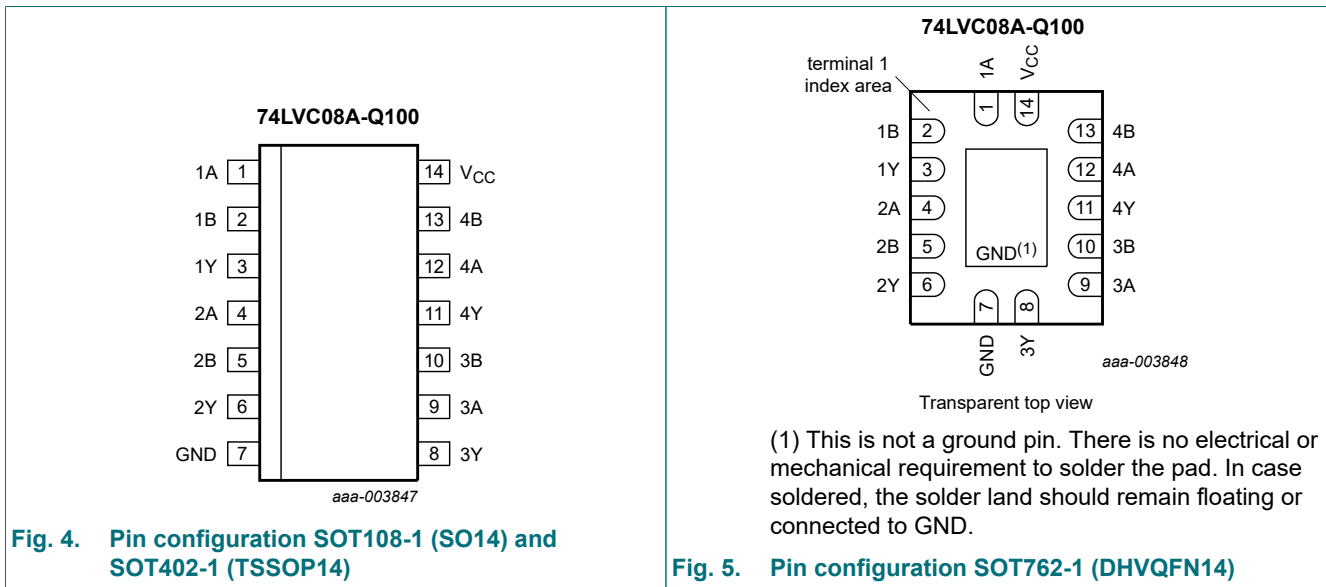 74LVC08A-Q100
1A 1 14 VCC
1B 2 13 4B
1Y 3 12 4A
2A 4 11 4Y
2B 5 10 3B
2Y 6 9 3A
GND 7 8 3Y
aaa-003847
Fig. 4. Pin configuration SOT108-1 (SO14) and
SOT402-1 (TSSOP14)
74LVC08A-Q100
terminal 1
index area
1A VCC
1 14
1B 2 13 4B
1Y 3 12 4A
2A 4 11 4Y
2B 5 10 3B
GND(1)
2Y 6 9 3A
7 8
GND 3Y
aaa-003848
Transparent top view
(1) This is not a ground pin. There is no electrical or
mechanical requirement to solder the pad. In case
soldered, the solder land should remain floating or
connected to GND.
Fig. 5. Pin configuration SOT762-1 (DHVQFN14)